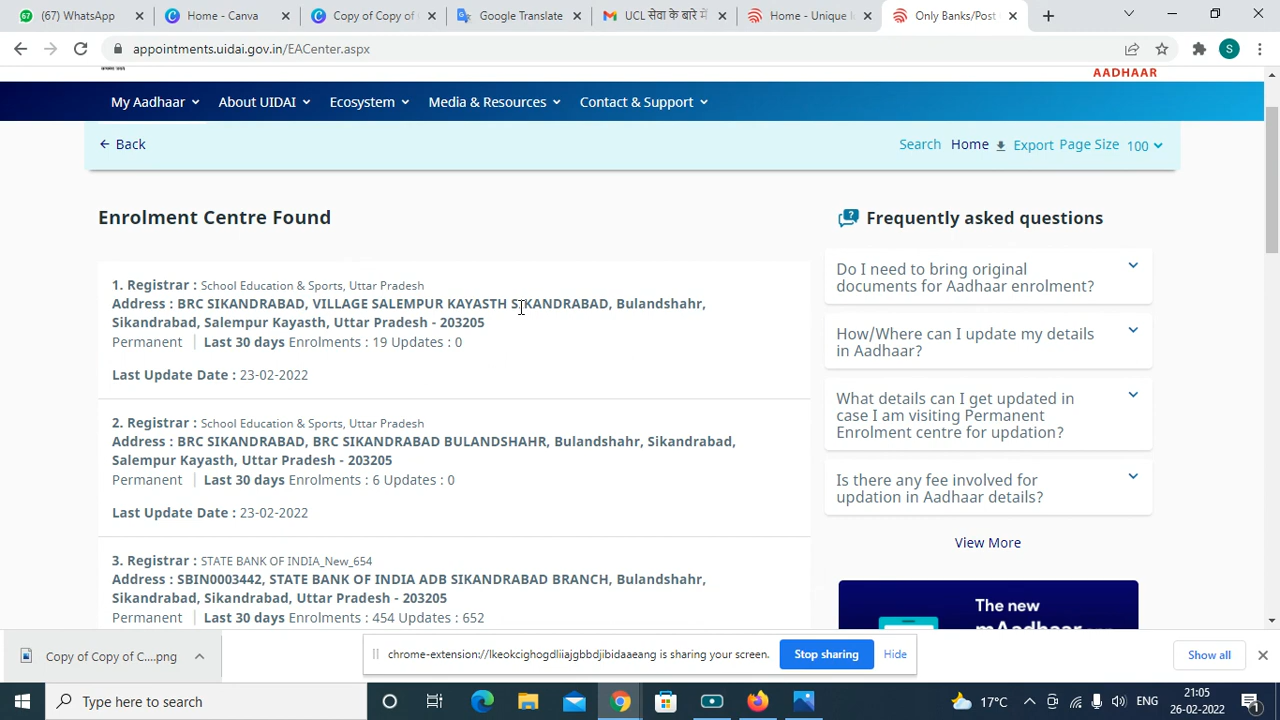 (67) WhatsApp
Home - Canva
Copy of Copy of
Google Translate
UCL सेवा के बारे में
Home - Unique I
Only Banks/Post
appointments.uidai.gov.in/EACenter.aspx
S
AADHAAR
My Aadhaar
About UIDAI
Ecosystem
Media & Resources
Contact & Support
Back
Search
Home
Export
Page Size
100
Enrolment Centre Found
1. Registrar : School Education & Sports, Uttar Pradesh
Address : BRC SIKANDRABAD, VILLAGE SALEMPUR KAYASTH SIKANDRABAD, Bulandshahr,
Sikandrabad, Salempur Kayasth, Uttar Pradesh - 203205
Permanent | Last 30 days Enrolments : 19 Updates : 0
Last Update Date : 23-02-2022
2. Registrar : School Education & Sports, Uttar Pradesh
Address : BRC SIKANDRABAD, BRC SIKANDRABAD BULANDSHAHR, Bulandshahr, Sikandrabad,
Salempur Kayasth, Uttar Pradesh - 203205
Permanent | Last 30 days Enrolments : 6 Updates : 0
Last Update Date : 23-02-2022
3. Registrar : STATE BANK OF INDIA_New_654
Address : SBIN0003442, STATE BANK OF INDIA ADB SIKANDRABAD BRANCH, Bulandshahr,
Sikandrabad, Sikandrabad, Uttar Pradesh - 203205
Permanent | Last 30 days Enrolments : 454 Updates : 652
Frequently asked questions
Do I need to bring original
documents for Aadhaar enrolment?
How/Where can I update my details
in Aadhaar?
What details can I get updated in
case I am visiting Permanent
Enrolment centre for updation?
Is there any fee involved for
updation in Aadhaar details?
View More
The new
Copy of Copy of C....png
chrome-extension://lkeokcighogdliiajgbbdjibidaaeang is sharing your screen.
Stop sharing
Hide
Show all
Type here to search
17°C
ENG
21:05
26-02-2022
1